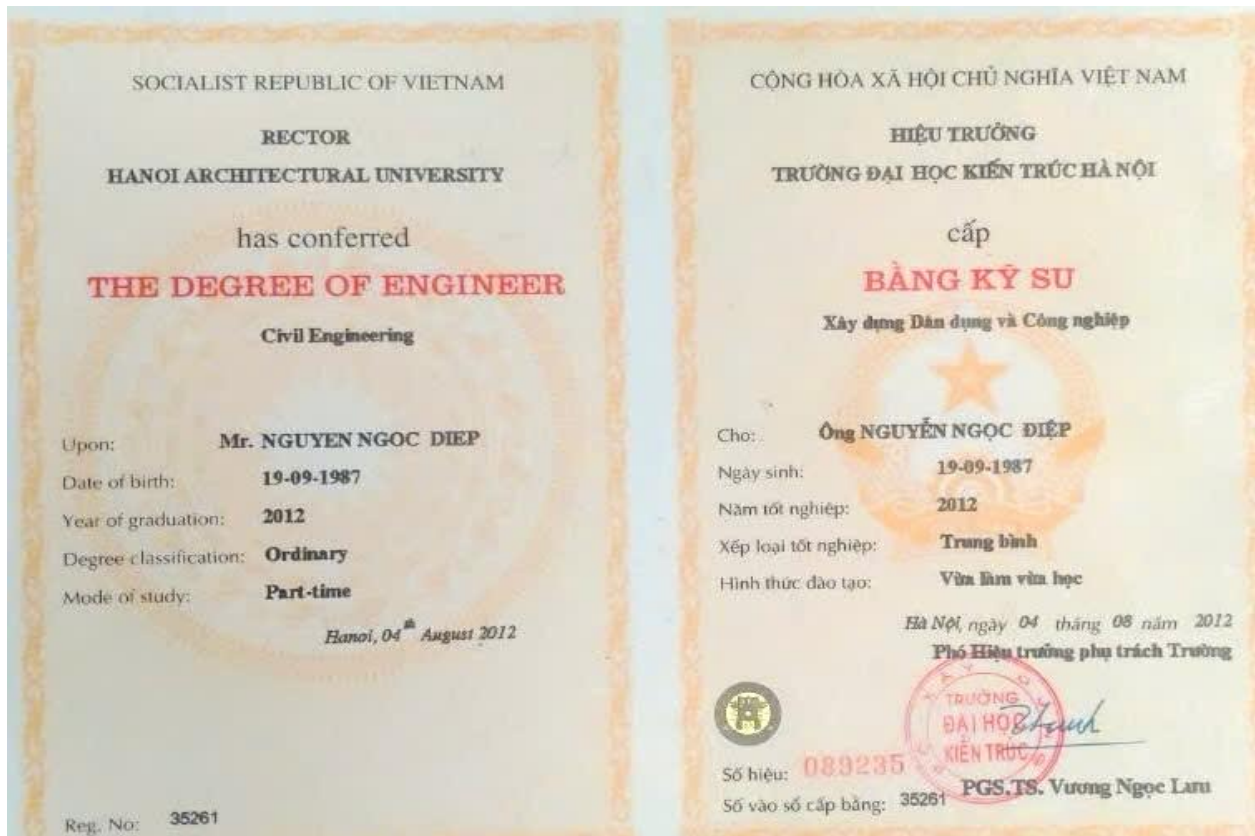 SOCIALIST REPUBLIC OF VIETNAM
RECTOR
HANOI ARCHITECTURAL UNIVERSITY
has conferred
THE DEGREE OF ENGINEER
Civil Engineering
Upon: Mr. NGUYEN NGOC DIEP
Date of birth: 19-09-1987
Year of graduation: 2012
Degree classification: Ordinary
Mode of study: Part-time
Hanoi, 04th August 2012
Reg. No: 35261
CỘNG HÒA XÃ HỘI CHỦ NGHĨA VIỆT NAM
HIỆU TRƯỞNG
TRƯỜNG ĐẠI HỌC KIẾN TRÚC HÀ NỘI
cấp
BẰNG KỸ SƯ
Xây dựng Dân dụng và Công nghiệp
Cho: Ông NGUYỄN NGỌC ĐIỆP
Ngày sinh: 19-09-1987
Năm tốt nghiệp: 2012
Xếp loại tốt nghiệp: Trung bình
Hình thức đào tạo: Vừa làm vừa học
Hà Nội, ngày 04 tháng 08 năm 2012
Phó Hiệu trưởng phụ trách Trường
TRƯỜNG
ĐẠI HỌC
KIẾN TRÚC
Số hiệu: 089235
PGS.TS. Vương Ngọc Lưu
Số vào sổ cấp bằng: 35261